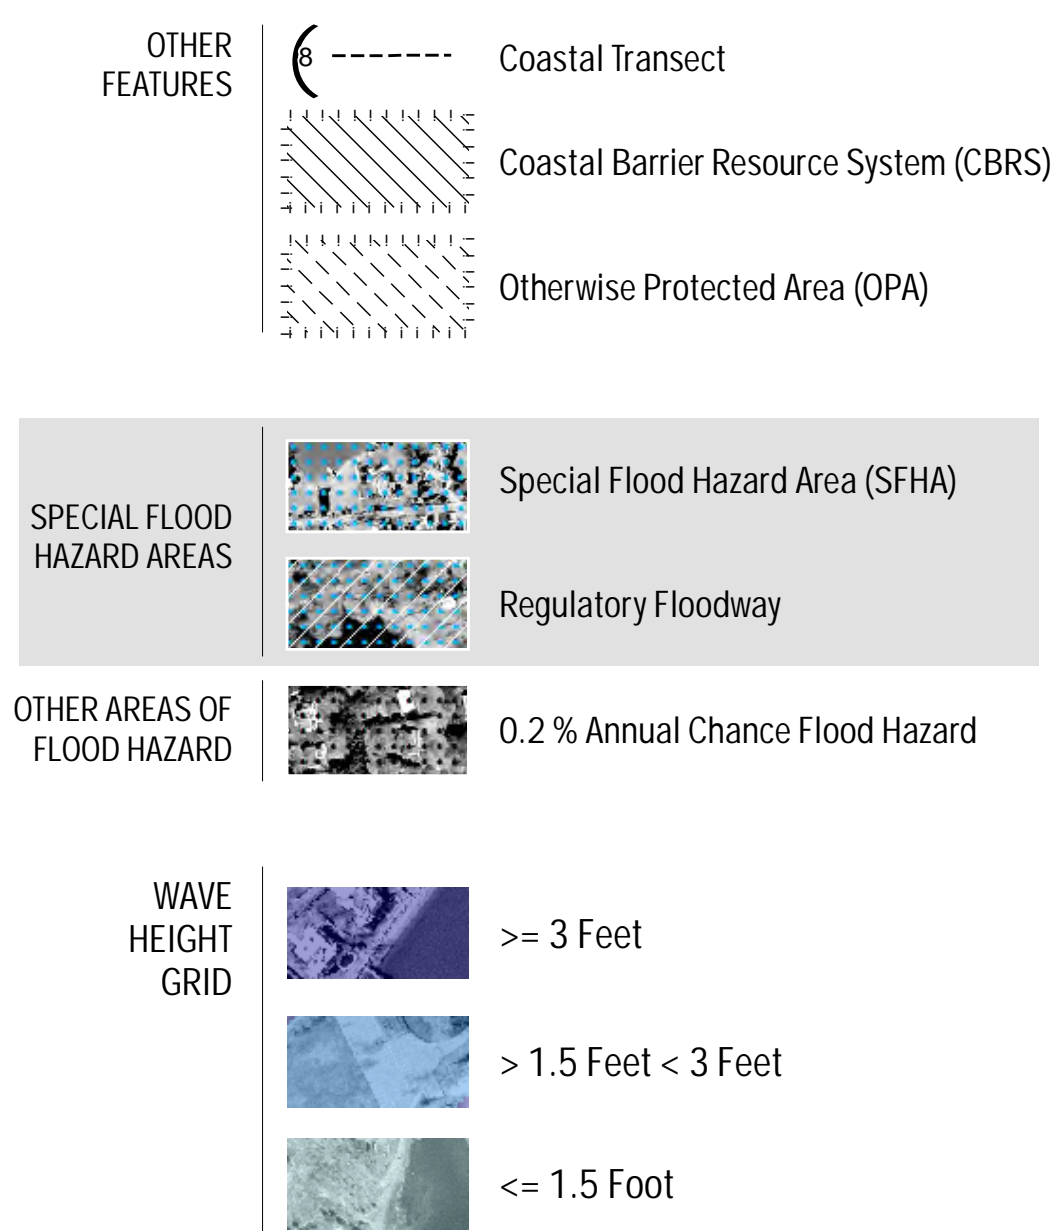 OTHER
FEATURES
8
Coastal Transect
Coastal Barrier Resource System (CBRS)
Otherwise Protected Area (OPA)
SPECIAL FLOOD
HAZARD AREAS
Special Flood Hazard Area (SFHA)
Regulatory Floodway
OTHER AREAS OF
FLOOD HAZARD
0.2 % Annual Chance Flood Hazard
WAVE
HEIGHT
GRID
>= 3 Feet
> 1.5 Feet < 3 Feet
<= 1.5 Foot